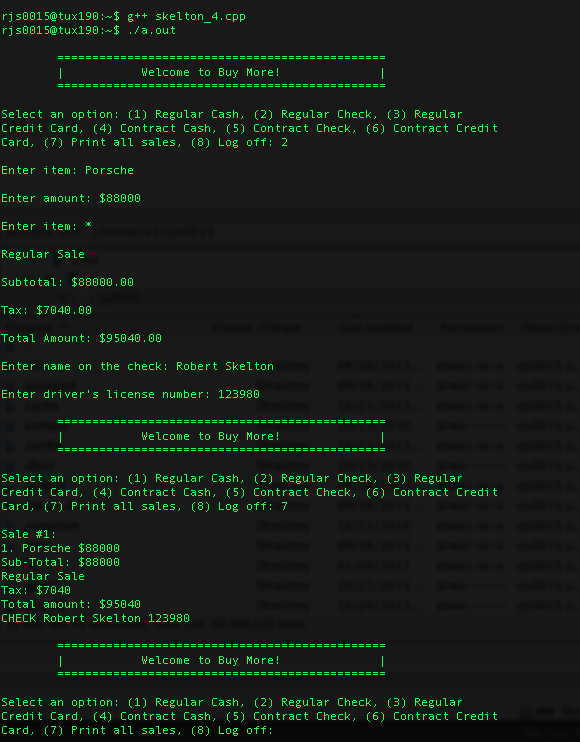 rjs0015@tux190:~$ g++ skelton_4.cpp
rjs0015@tux190:~$ ./a.out
===============================================
| Welcome to Buy More! |
===============================================
Select an option: (1) Regular Cash, (2) Regular Check, (3) Regular
Credit Card, (4) Contract Cash, (5) Contract Check, (6) Contract Credit
Card, (7) Print all sales, (8) Log off: 2
Enter item: Porsche
Enter amount: $88000
Enter item: *
Regular Sale
Subtotal: $88000.00
Tax: $7040.00
Total Amount: $95040.00
Enter name on the check: Robert Skelton
Enter driver's license number: 123980
===============================================
| Welcome to Buy More! |
===============================================
Select an option: (1) Regular Cash, (2) Regular Check, (3) Regular
Credit Card, (4) Contract Cash, (5) Contract Check, (6) Contract Credit
Card, (7) Print all sales, (8) Log off: 7
Sale #1:
1. Porsche $88000
Sub-Total: $88000
Regular Sale
Tax: $7040
Total amount: $95040
CHECK Robert Skelton 123980
===============================================
| Welcome to Buy More! |
===============================================
Select an option: (1) Regular Cash, (2) Regular Check, (3) Regular
Credit Card, (4) Contract Cash, (5) Contract Check, (6) Contract Credit
Card, (7) Print all sales, (8) Log off: